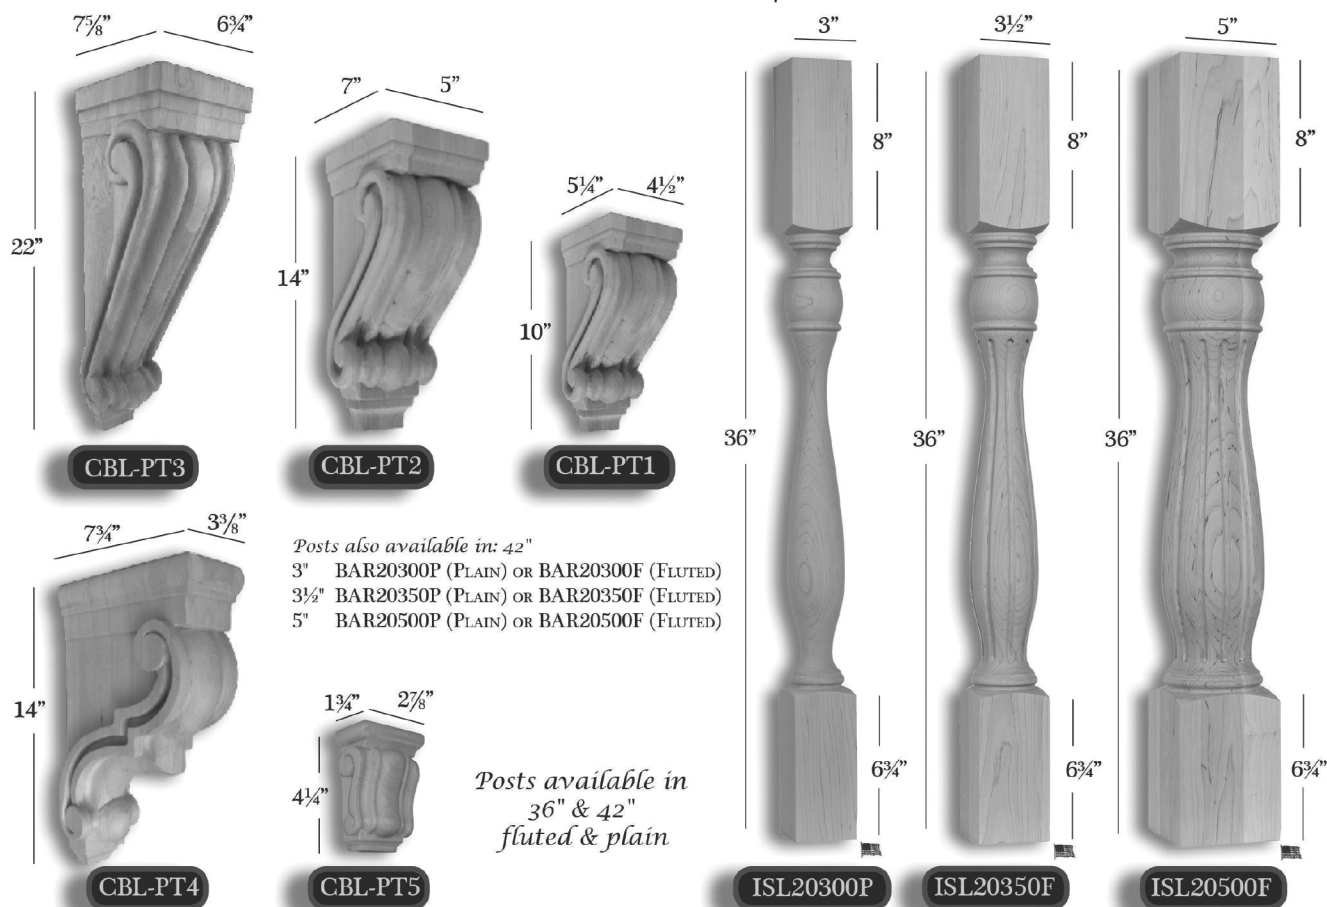 7⅝” 6¾”
22”
CBL-PT3
7” 5”
14”
CBL-PT2
5¼” 4½”
10”
CBL-PT1
3”
8”
36”
6¾”
ISL20300P
3½”
8”
36”
6¾”
ISL20350F
5”
8”
36”
6¾”
ISL20500F
7¾” 3⅜”
14”
CBL-PT4
Posts also available in: 42"
3" BAR20300P (PLAIN) OR BAR20300F (FLUTED)
3½" BAR20350P (PLAIN) OR BAR20350F (FLUTED)
5" BAR20500P (PLAIN) OR BAR20500F (FLUTED)
1¾” 2⅞”
4¼”
CBL-PT5
Posts available in
36" & 42"
fluted & plain